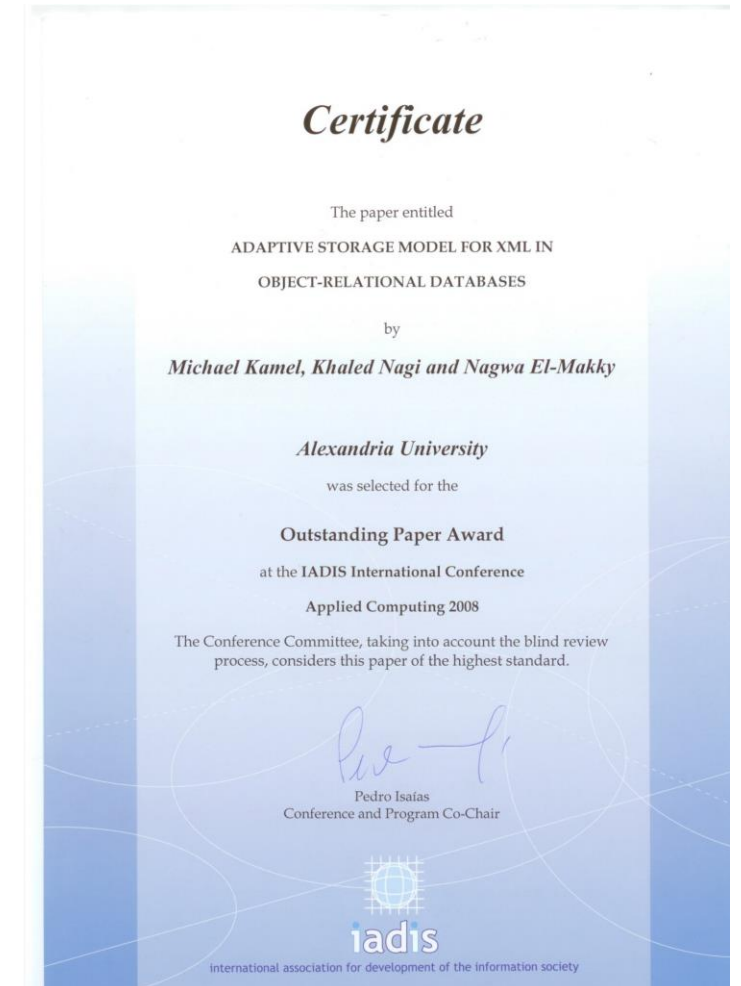 Certificate
The paper entitled
ADAPTIVE STORAGE MODEL FOR XML IN
OBJECT-RELATIONAL DATABASES
by
Michael Kamel, Khaled Nagi and Nagwa El-Makky
Alexandria University
was selected for the
Outstanding Paper Award
at the IADIS International Conference
Applied Computing 2008
The Conference Committee, taking into account the blind review
process, considers this paper of the highest standard.
Pedro Isaías
Conference and Program Co-Chair
iadis
international association for development of the information society